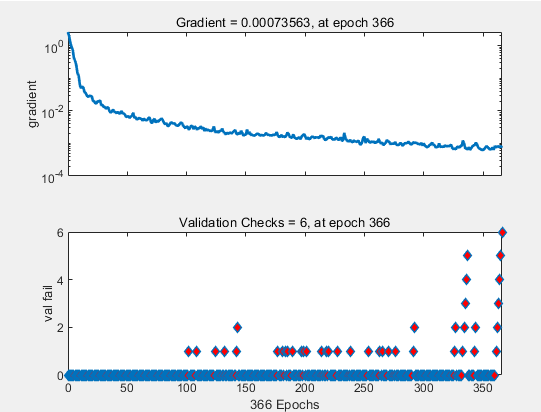 Gradient = 0.00073563, at epoch 366
10^0
10^-2
10^-4
gradient
Validation Checks = 6, at epoch 366
6
4
2
0
val fail
0 50 100 150 200 250 300 350
366 Epochs